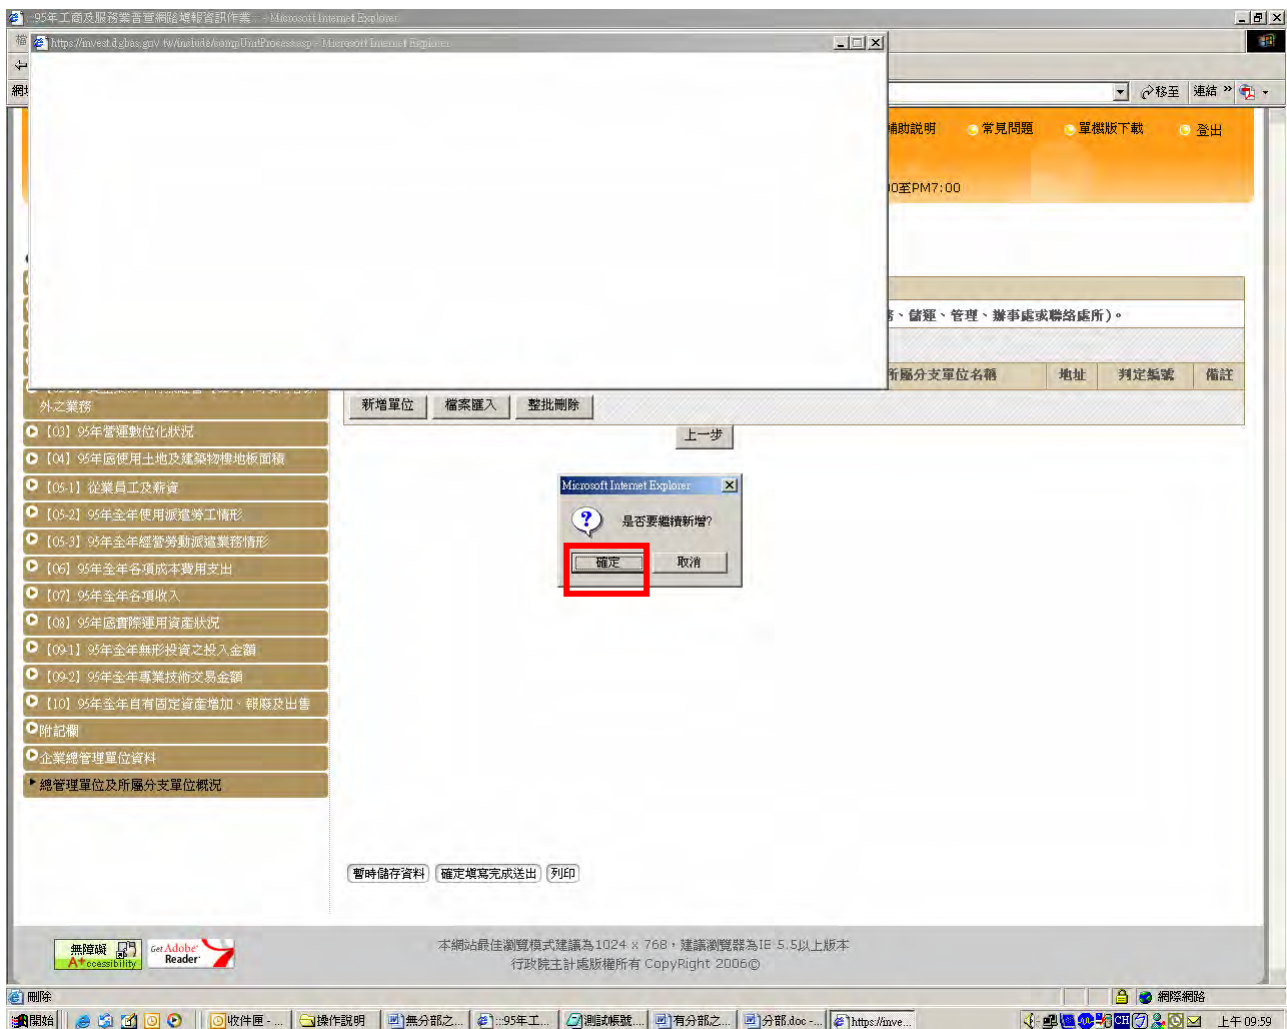 ::95年工商及服務業普查網路填報資訊作業:: - Microsoft Internet Explorer
檔
https://invest.dgbas.gov.tw/include/compUnitProcess.asp - Microsoft Internet Explorer
網址
移至 連結 »
輔助說明 常見問題 單機版下載 登出
00至PM7:00
、儲運、管理、辦事處或聯絡處所)。
所屬分支單位名稱 地址 判定編號 備註
外之業務
新增單位 檔案匯入 整批刪除
上一步
【03】95年營運數位化狀況
【04】95年底使用土地及建築物樓地板面積
【05-1】從業員工及薪資
【05-2】95年全年使用派遣勞工情形
【05-3】95年全年經營勞動派遣業務情形
【06】95年全年各項成本費用支出
【07】95年全年各項收入
【08】95年底實際運用資產狀況
【09-1】95年全年無形投資之投入金額
【09-2】95年全年專業技術交易金額
【10】95年全年自有固定資產增加、報廢及出售
附記欄
企業總管理單位資料
總管理單位及所屬分支單位概況
Microsoft Internet Explorer
是否要繼續新增?
確定 取消
暫時儲存資料 確定填寫完成送出 列印
無障礙
A+ccessibility
Get Adobe Reader
本網站最佳瀏覽模式建議為1024 x 768，建議瀏覽器為IE 5.5以上版本
行政院主計處版權所有 CopyRight 2006©
刪除
網際網路
開始 收件匣 - ... 操作說明 無分部之... :::95年工... 測試帳號... 有分部之... 分部.doc -... https://inve... CH 上午 09:59